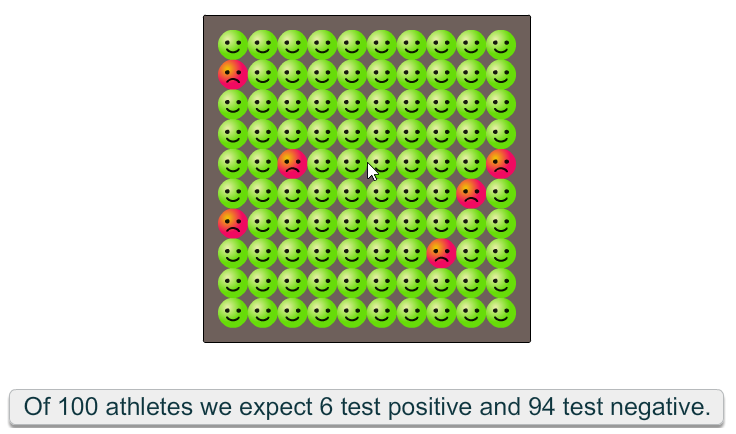 Of 100 athletes we expect 6 test positive and 94 test negative.